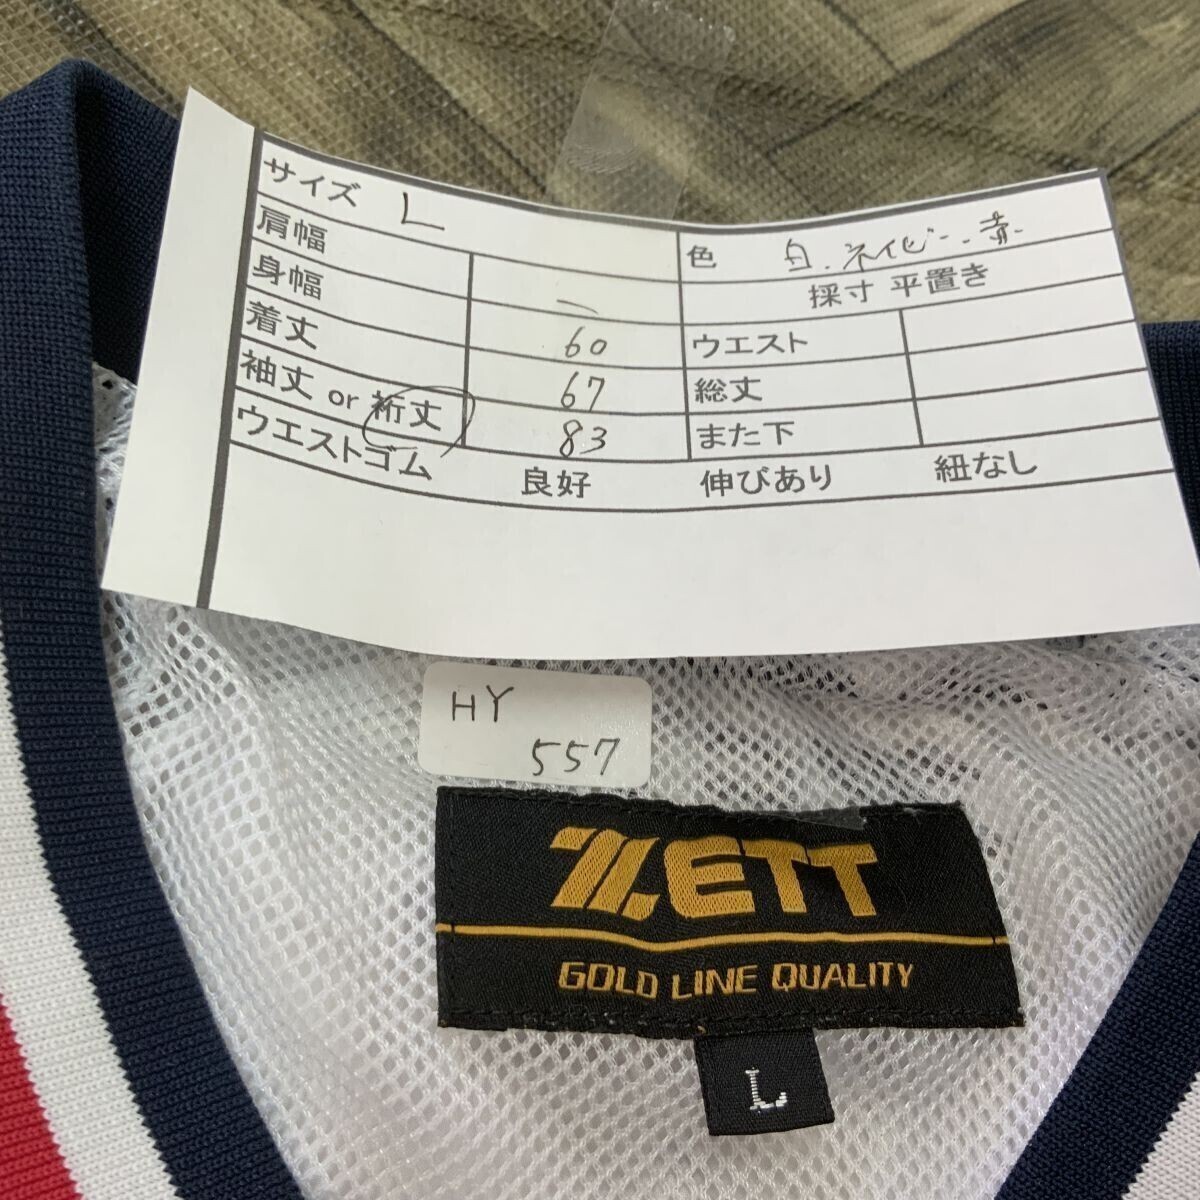 サイズ L 色 白.ネイビー.赤
肩幅 ー 採寸 平置き
身幅 60 ウエスト
着丈 67 総丈
袖丈 or 裄丈 83 また下
ウエストゴム 良好 伸びあり 紐なし
HY
557
ZETT
GOLD LINE QUALITY
L